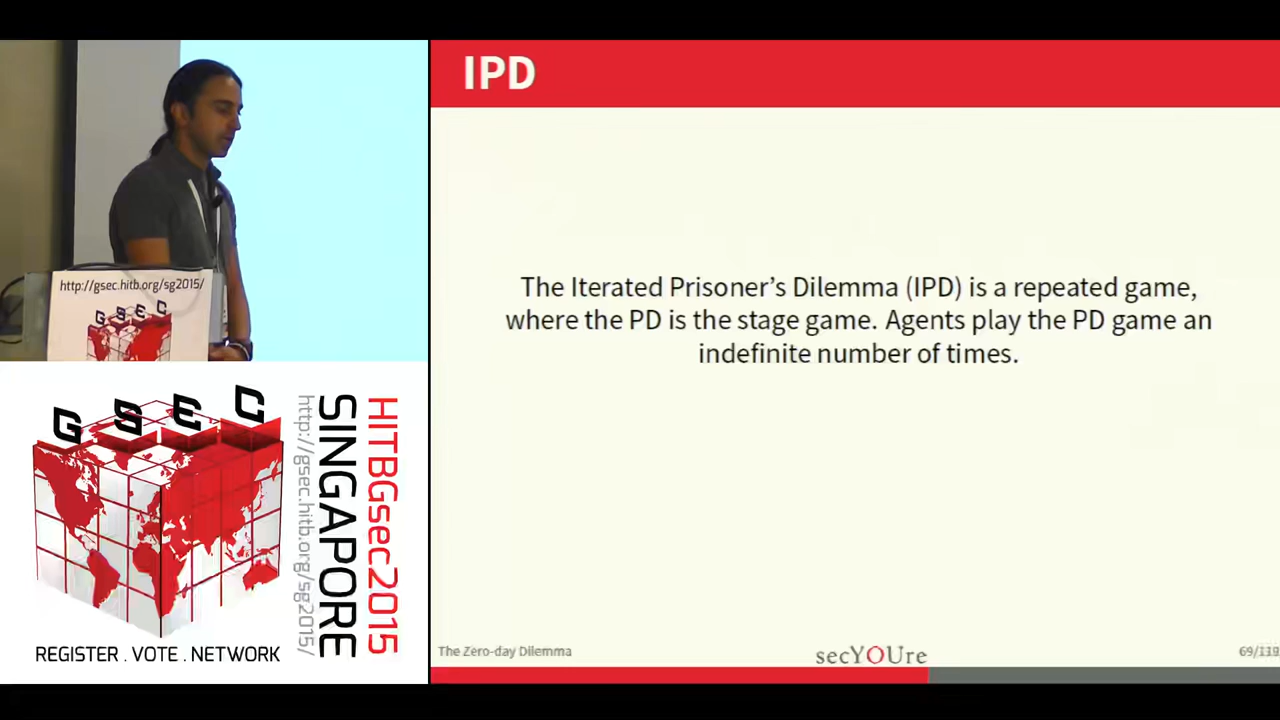 IPD
The Iterated Prisoner's Dilemma (IPD) is a repeated game,
where the PD is the stage game. Agents play the PD game an
indefinite number of times.
The Zero-day Dilemma
secYOUre
69/118
http://gsec.hitb.org/sg2015/
G S E C
G S E C
HITBGsec2015
SINGAPORE
http://gsec.hitb.org/sg2015/
REGISTER . VOTE . NETWORK